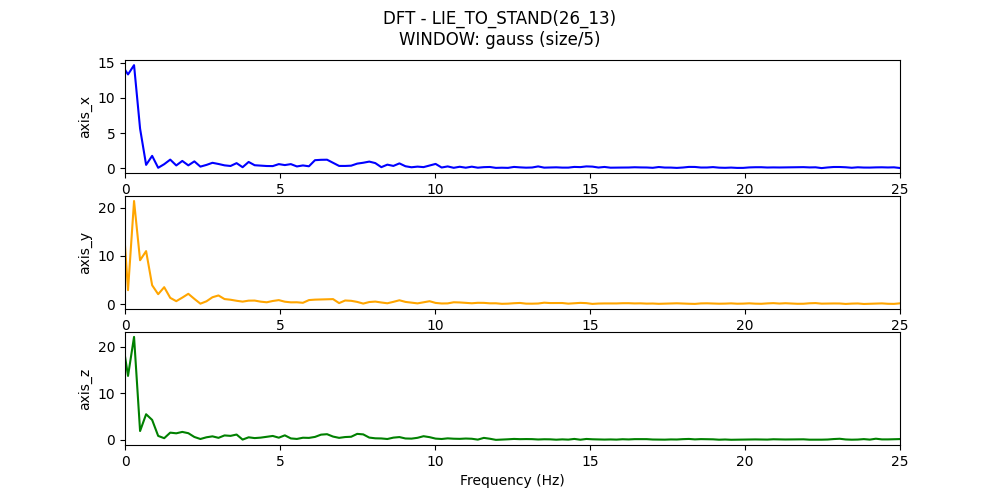 DFT - LIE_TO_STAND(26_13)
WINDOW: gauss (size/5)
15
10
5
0
axis_x
0 5 10 15 20 25
20
10
0
axis_y
0 5 10 15 20 25
20
10
0
axis_z
0 5 10 15 20 25
Frequency (Hz)